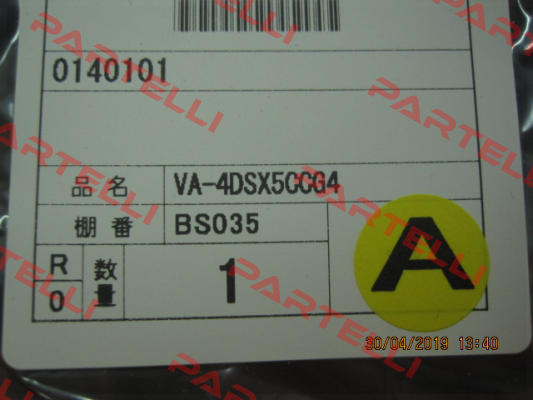 0140101
品名 VA-4DSX5CCG4
棚番 BS035
R 数量 1
0
A
30/04/2019 13:40
PARTELLI
PARTELLI
PARTELLI
PARTELLI
PARTELLI
PARTELLI